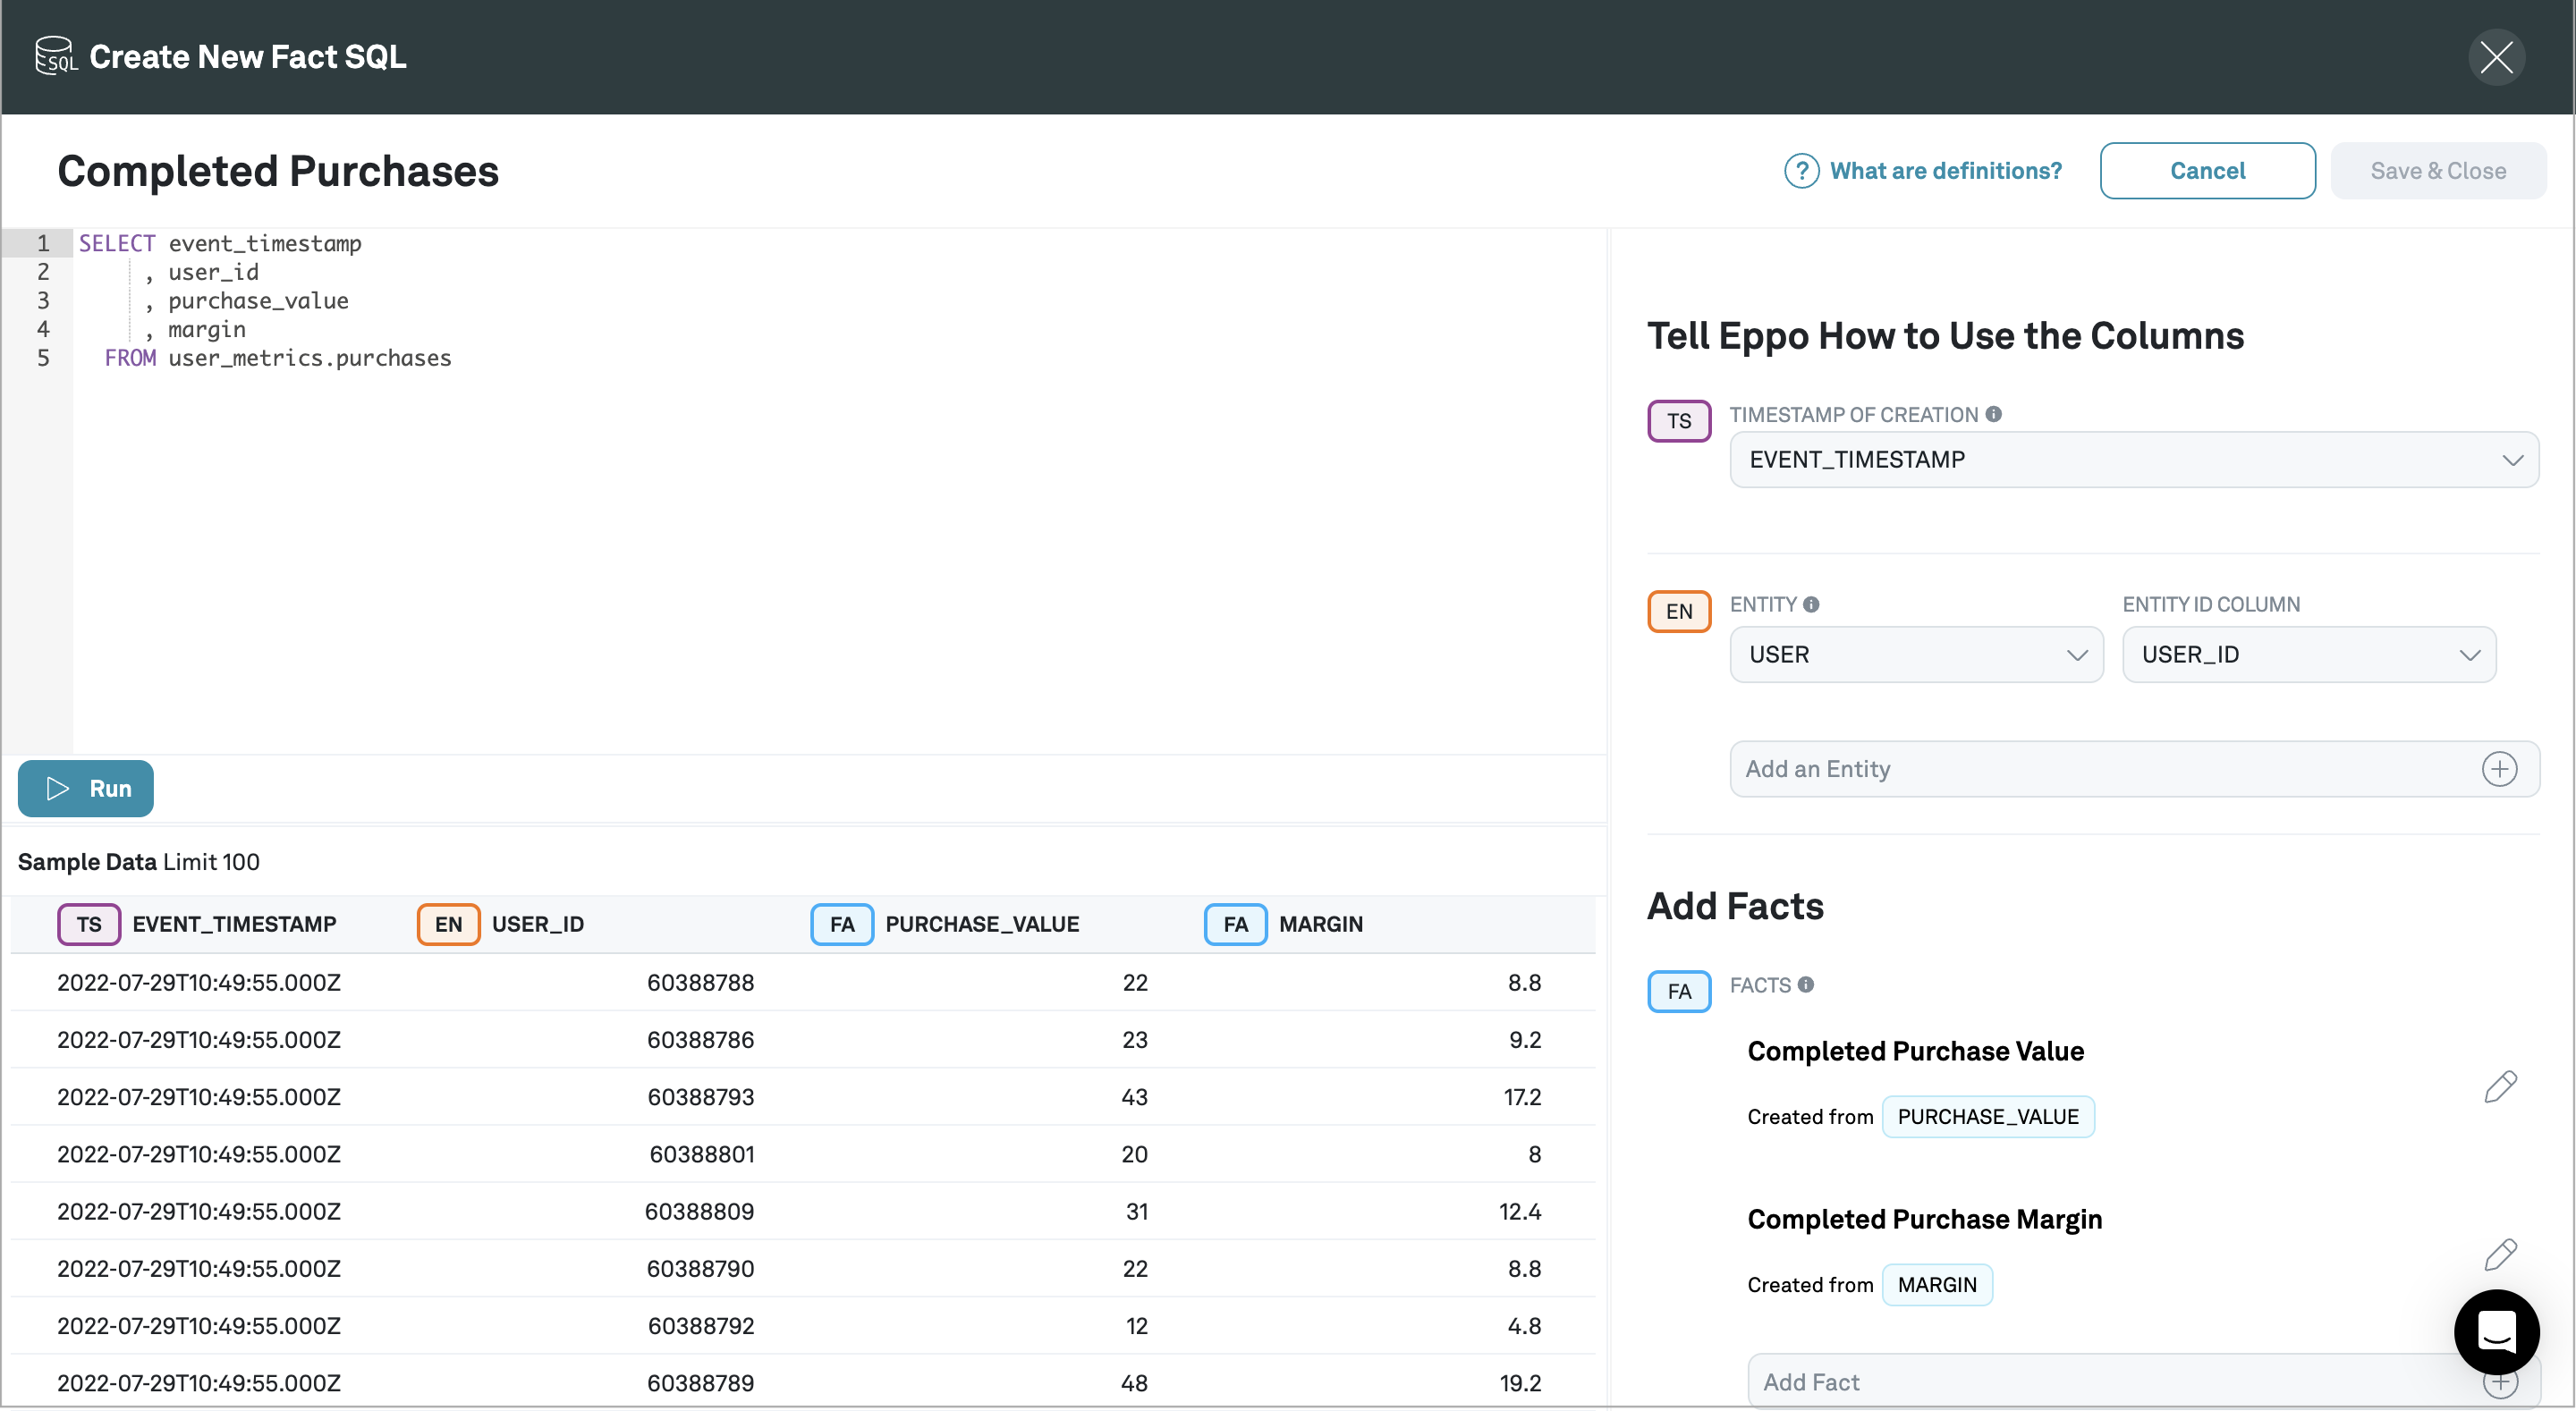 SQL Create New Fact SQL
Completed Purchases
? What are definitions?
Cancel
Save & Close
1 SELECT event_timestamp
2 , user_id
3 , purchase_value
4 , margin
5 FROM user_metrics.purchases
Run
Sample Data Limit 100
TS EVENT_TIMESTAMP EN USER_ID FA PURCHASE_VALUE FA MARGIN
2022-07-29T10:49:55.000Z 60388788 22 8.8
2022-07-29T10:49:55.000Z 60388786 23 9.2
2022-07-29T10:49:55.000Z 60388793 43 17.2
2022-07-29T10:49:55.000Z 60388801 20 8
2022-07-29T10:49:55.000Z 60388809 31 12.4
2022-07-29T10:49:55.000Z 60388790 22 8.8
2022-07-29T10:49:55.000Z 60388792 12 4.8
2022-07-29T10:49:55.000Z 60388789 48 19.2
Tell Eppo How to Use the Columns
TS TIMESTAMP OF CREATION
EVENT_TIMESTAMP
EN ENTITY ENTITY ID COLUMN
USER USER_ID
Add an Entity
Add Facts
FA FACTS
Completed Purchase Value
Created from PURCHASE_VALUE
Completed Purchase Margin
Created from MARGIN
Add Fact